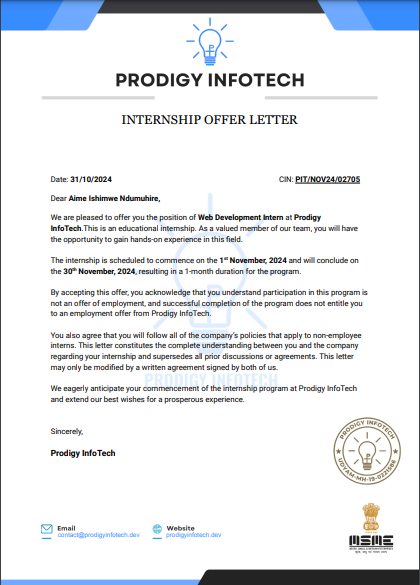 PRODIGY INFOTECH
INTERNSHIP OFFER LETTER
Date: 31/10/2024 CIN: PIT/NOV24/02705
Dear Aime Ishimwe Ndumuhire,
We are pleased to offer you the position of Web Development Intern at Prodigy
InfoTech.This is an educational internship. As a valued member of our team, you will have
the opportunity to gain hands-on experience in this field.
The internship is scheduled to commence on the 1st November, 2024 and will conclude on
the 30th November, 2024, resulting in a 1-month duration for the program.
By accepting this offer, you acknowledge that you understand participation in this program is
not an offer of employment, and successful completion of the program does not entitle you
to an employment offer from Prodigy InfoTech.
You also agree that you will follow all of the company's policies that apply to non-employee
interns. This letter constitutes the complete understanding between you and the company
regarding your internship and supersedes all prior discussions or agreements. This letter
may only be modified by a written agreement signed by both of us.
PRODIGY INFOTECH
We eagerly anticipate your commencement of the internship program at Prodigy InfoTech
and extend our best wishes for a prosperous experience.
Sincerely,
Prodigy InfoTech
PRODIGY INFOTECH
Email
contact@prodigyinfotech.dev
Website
prodigyinfotech.dev
MSME